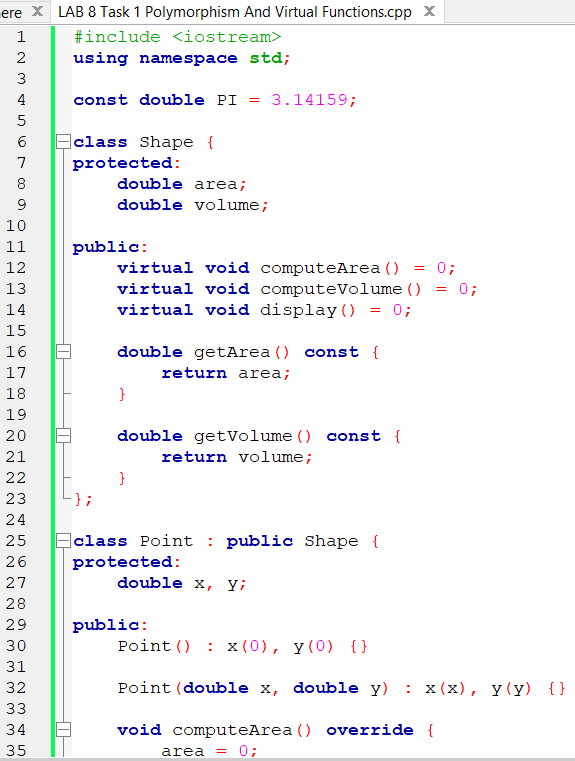 ere X LAB 8 Task 1 Polymorphism And Virtual Functions.cpp X
1 #include <iostream>
2 using namespace std;
3
4 const double PI = 3.14159;
5
6 class Shape {
7 protected:
8     double area;
9     double volume;
10
11 public:
12     virtual void computeArea() = 0;
13     virtual void computeVolume() = 0;
14     virtual void display() = 0;
15
16     double getArea() const {
17         return area;
18     }
19
20     double getVolume() const {
21         return volume;
22     }
23 };
24
25 class Point : public Shape {
26 protected:
27     double x, y;
28
29 public:
30     Point() : x(0), y(0) {}
31
32     Point(double x, double y) : x(x), y(y) {}
33
34     void computeArea() override {
35         area = 0;